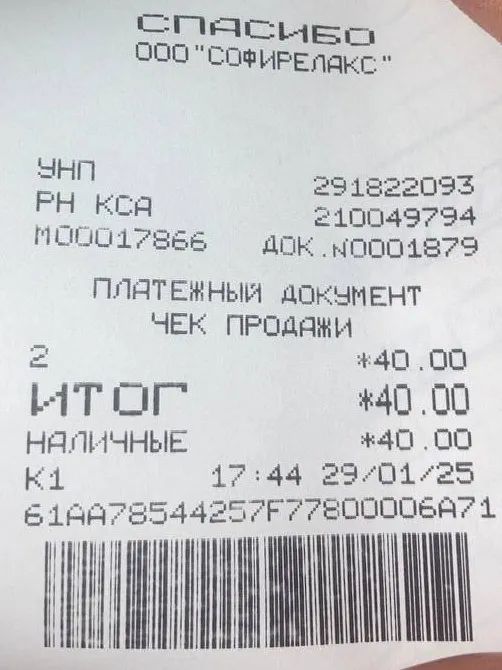 СПАСИБО
ООО "СОФИРЕЛАКС"
УНП 291822093
РН КСА 210049794
М00017866 ДОК.N0001879
ПЛАТЕЖНЫЙ ДОКУМЕНТ
ЧЕК ПРОДАЖИ
2 *40.00
ИТОГ *40.00
НАЛИЧНЫЕ *40.00
К1 17:44 29/01/25
61AA78544257F77800006A71